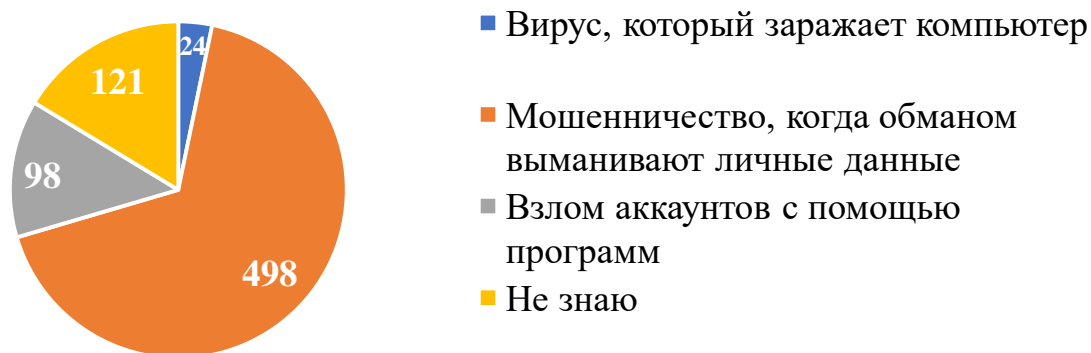 24
121
98
498
Вирус, который заражает компьютер
Мошенничество, когда обманом
выманивают личные данные
Взлом аккаунтов с помощью
программ
Не знаю